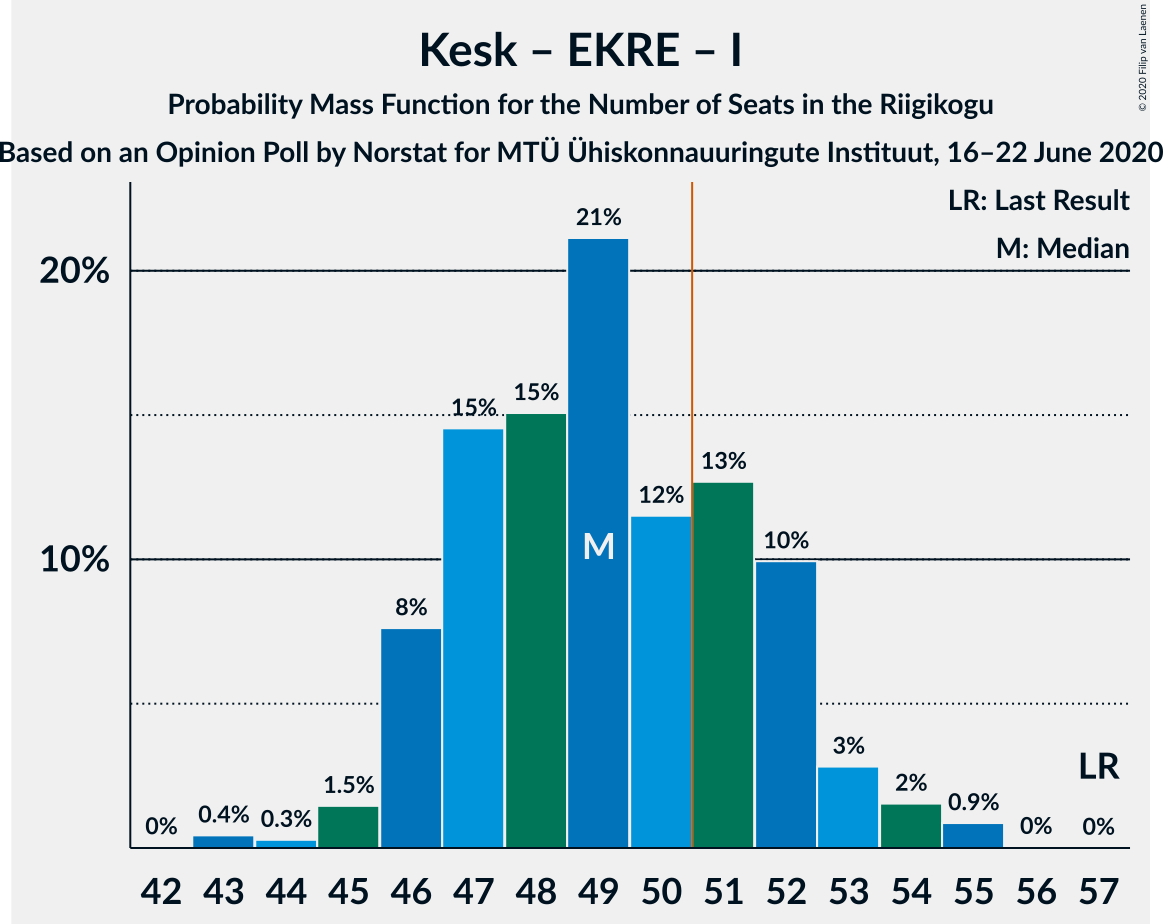 Kesk – EKRE – I
Probability Mass Function for the Number of Seats in the Riigikogu
Based on an Opinion Poll by Norstat for MTÜ Ühiskonnauuringute Instituut, 16–22 June 2020
© 2020 Filip van Laenen
LR: Last Result
M: Median
20%
10%
0%
0.4%
0.3%
1.5%
8%
15%
15%
21%
12%
13%
10%
3%
2%
0.9%
0%
0%
M
LR
42 43 44 45 46 47 48 49 50 51 52 53 54 55 56 57